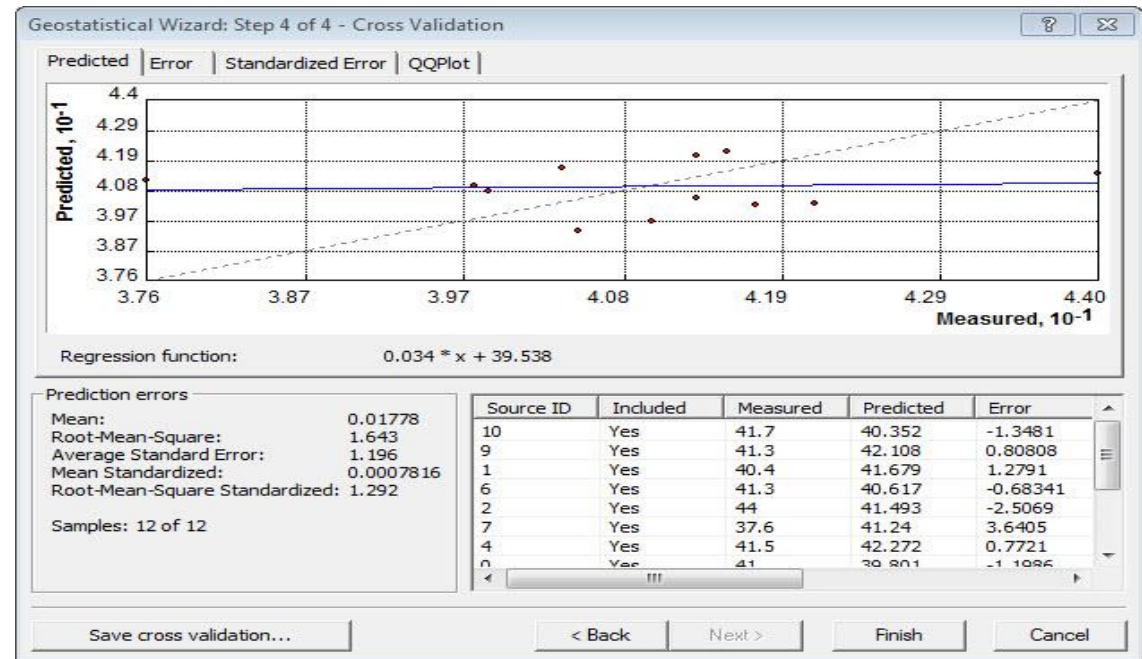 Geostatistical Wizard: Step 4 of 4 - Cross Validation
Predicted Error Standardized Error QQPlot
Predicted, 10-1
4.4
4.29
4.19
4.08
3.97
3.87
3.76
3.76 3.87 3.97 4.08 4.19 4.29 4.40
Measured, 10-1
Regression function: 0.034 * x + 39.538
Prediction errors
Mean: 0.01778
Root-Mean-Square: 1.643
Average Standard Error: 1.196
Mean Standardized: 0.0007816
Root-Mean-Square Standardized: 1.292
Samples: 12 of 12
Source ID Included Measured Predicted Error
10 Yes 41.7 40.352 -1.3481
9 Yes 41.3 42.108 0.80808
1 Yes 40.4 41.679 1.2791
6 Yes 41.3 40.617 -0.68341
2 Yes 44 41.493 -2.5069
7 Yes 37.6 41.24 3.6405
4 Yes 41.5 42.272 0.7721
0 Yes 41 39.801 -1.1986
Save cross validation... < Back Next > Finish Cancel